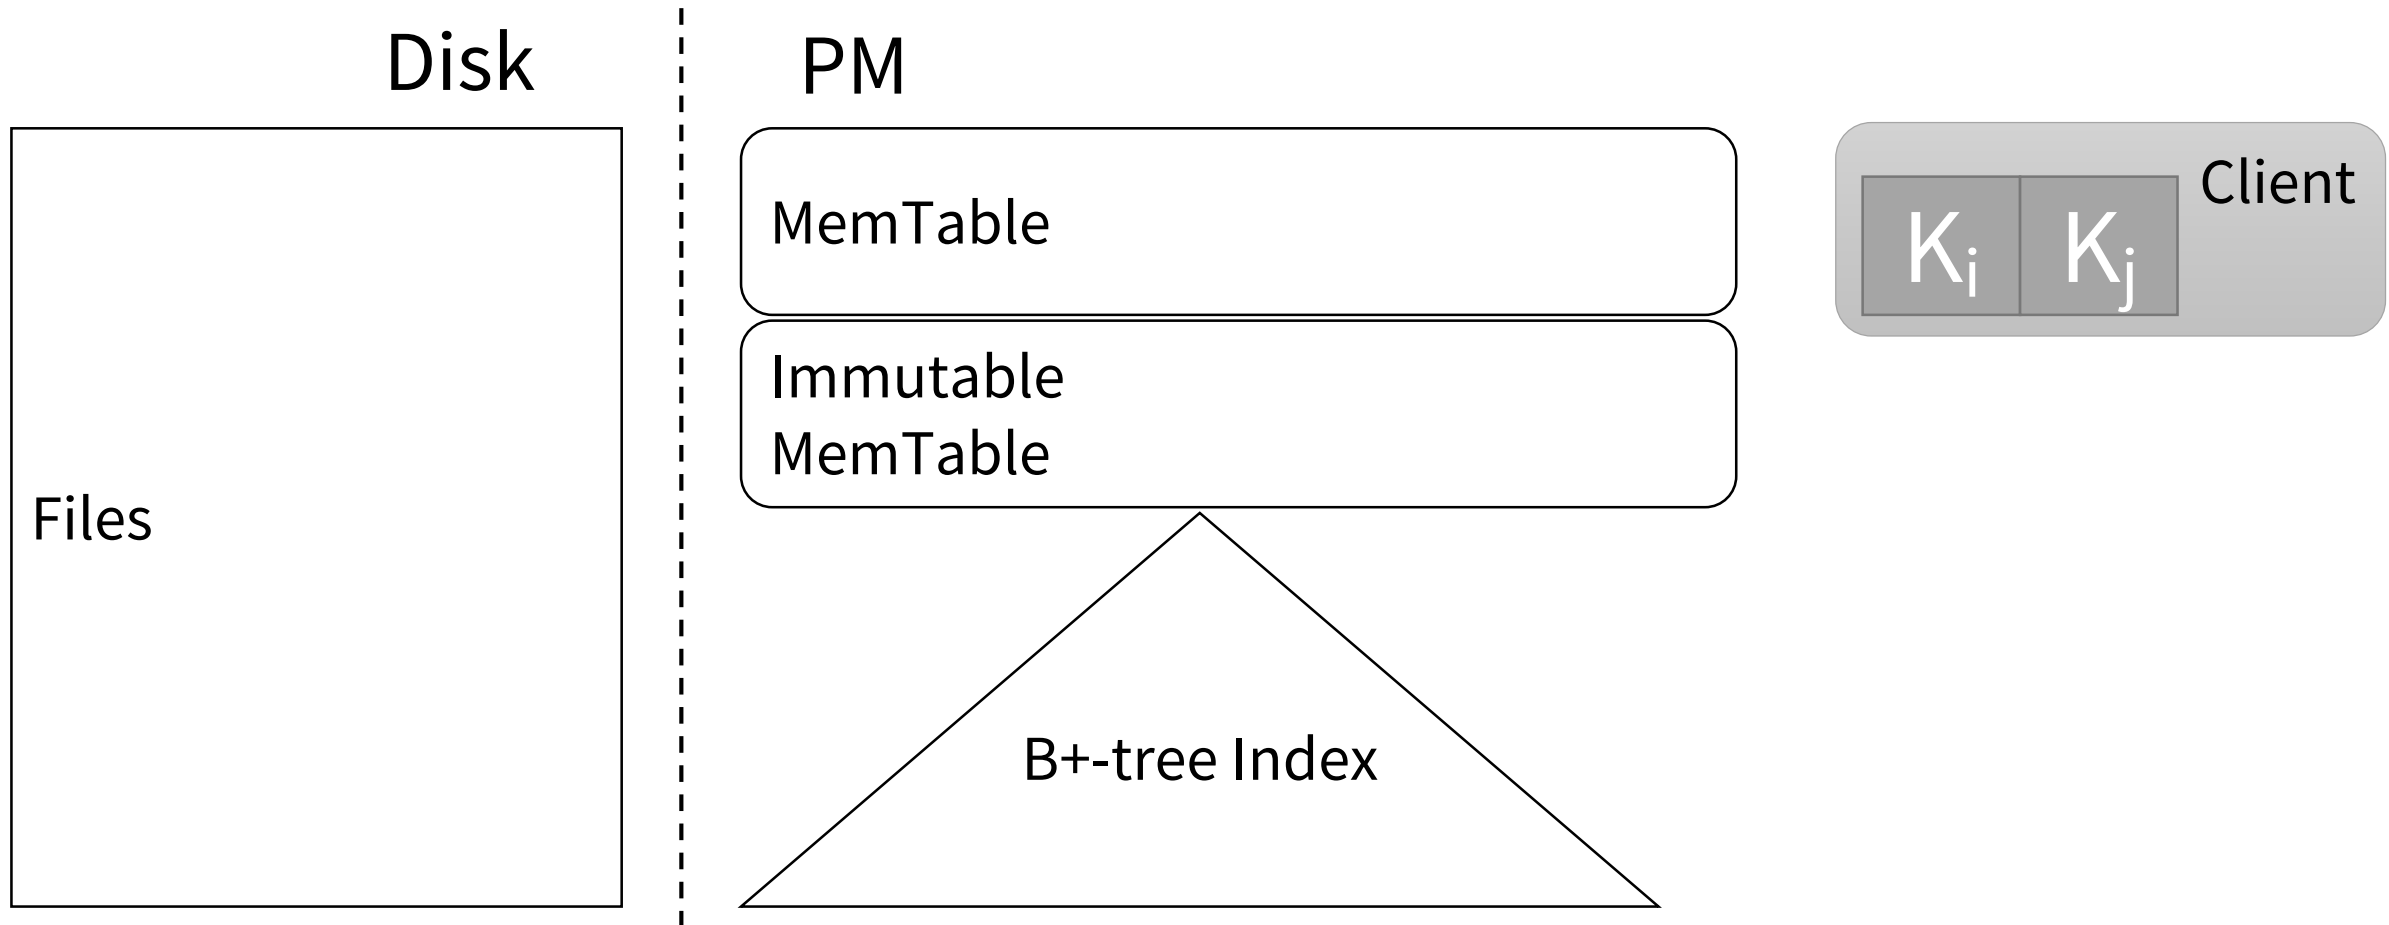 Disk
PM
MemTable
Client
Ki
Kj
Immutable
MemTable
Files
B+-tree Index